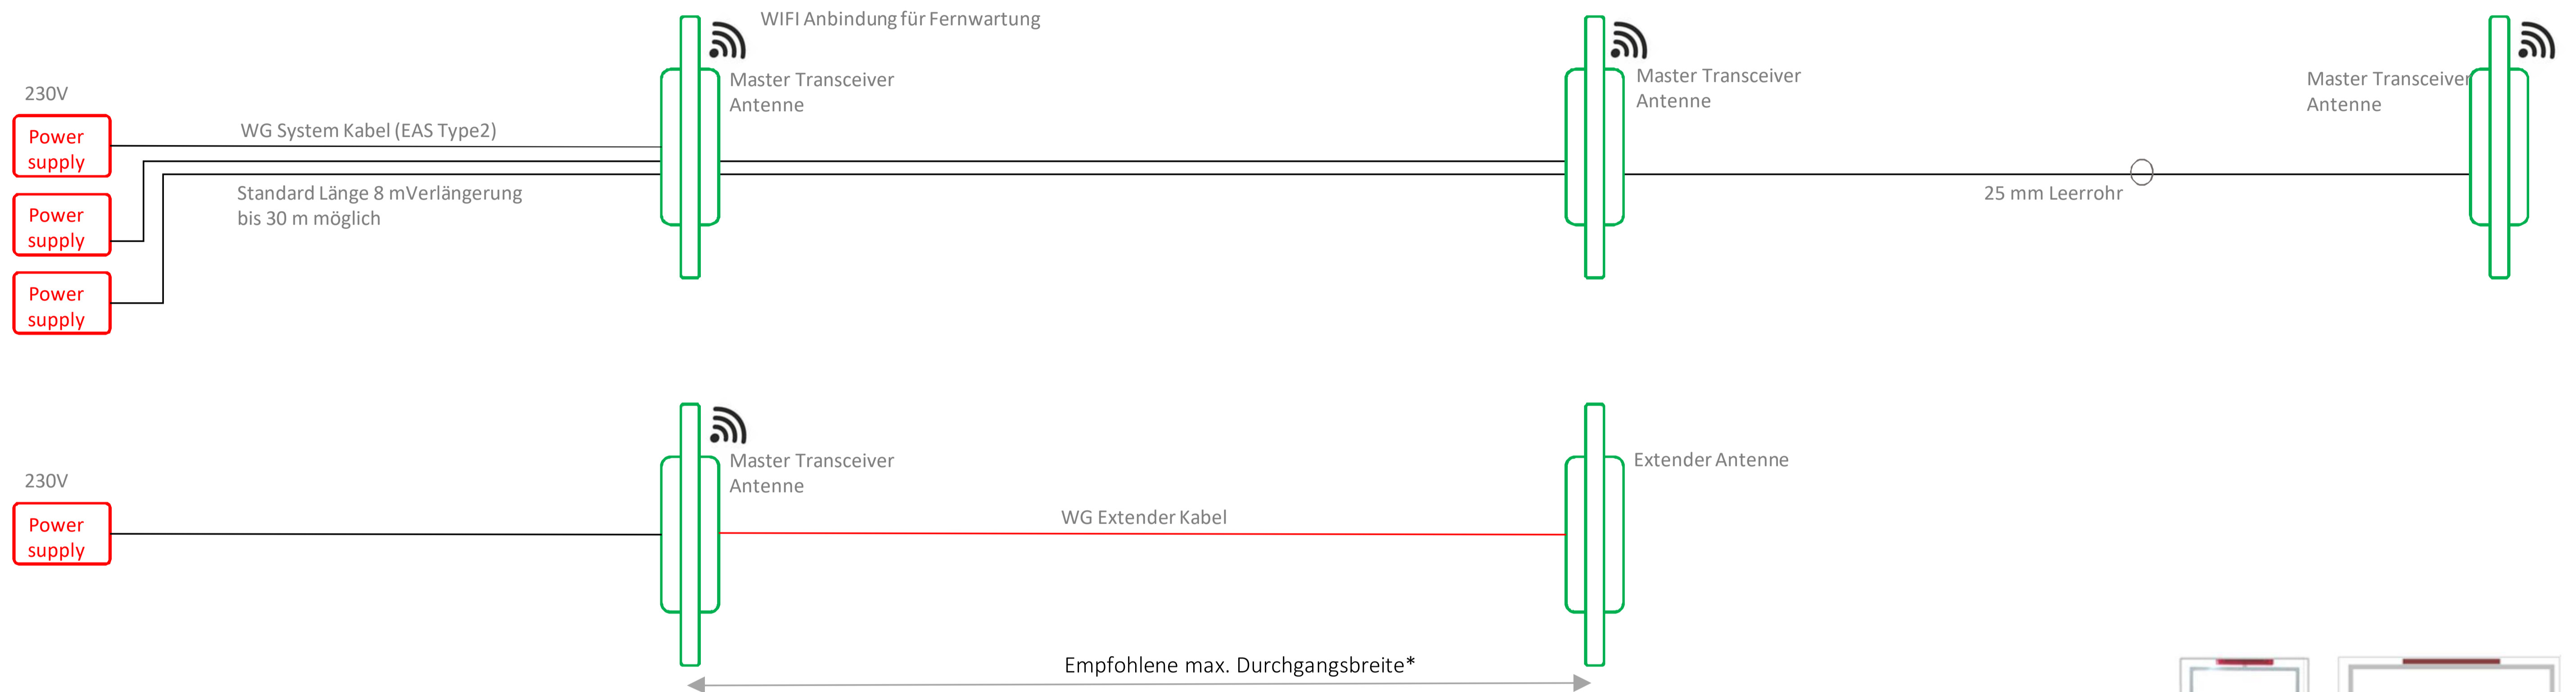 WIFI Anbindung für Fernwartung
Master Transceiver
Antenne
Master Transceiver
Antenne
Master Transceiver
Antenne
230V
Power
supply
WG System Kabel (EAS Type2)
Power
supply
Standard Länge 8 mVerlängerung
bis 30 m möglich
25 mm Leerrohr
Power
supply
Master Transceiver
Antenne
Extender Antenne
230V
Power
supply
WG Extender Kabel
Empfohlene max. Durchgangsbreite*